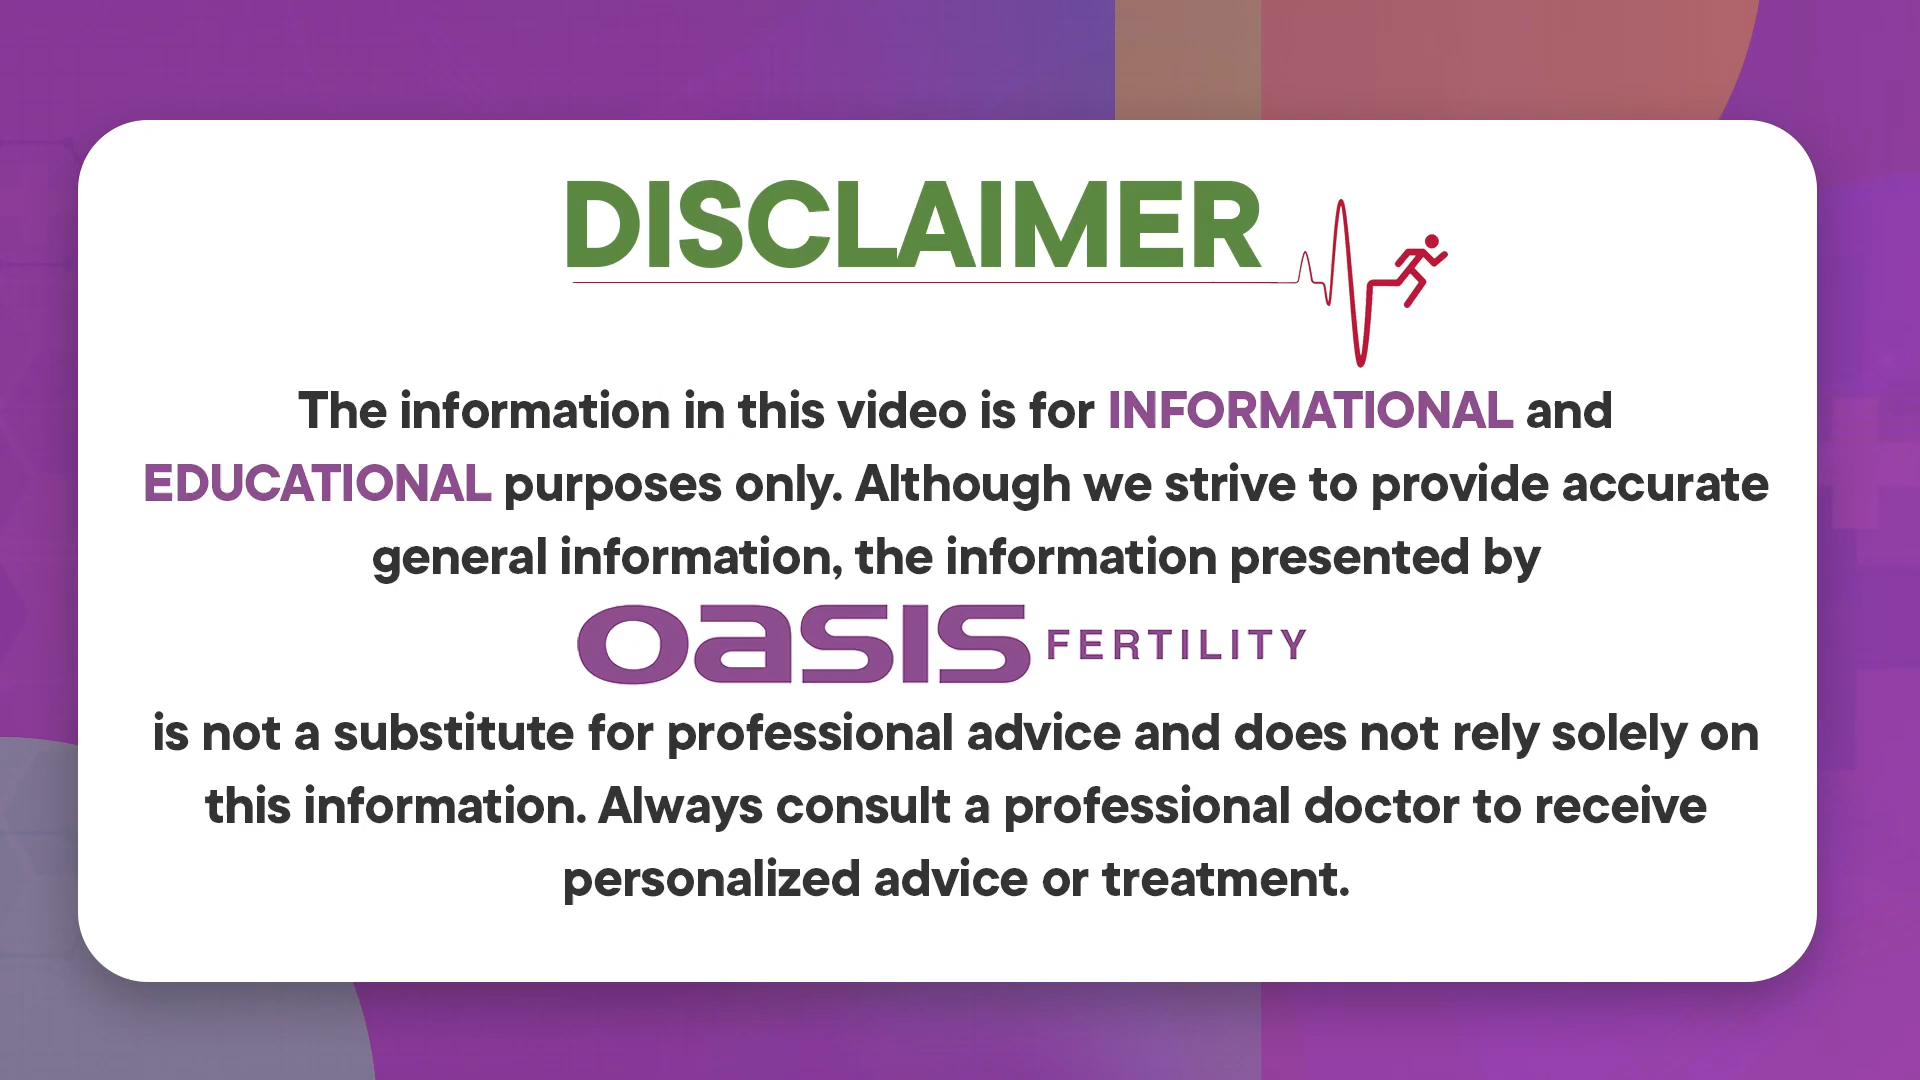 DISCLAIMER
The information in this video is for INFORMATIONAL and
EDUCATIONAL purposes only. Although we strive to provide accurate
general information, the information presented by
oasis FERTILITY
is not a substitute for professional advice and does not rely solely on
this information. Always consult a professional doctor to receive
personalized advice or treatment.